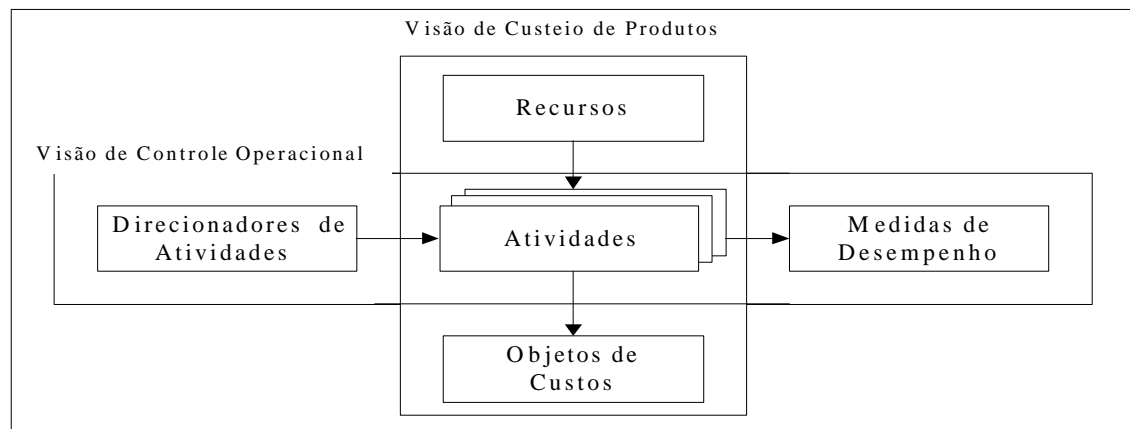 Visão de Custeio de Produtos
Recursos
Visão de Controle Operacional
Direcionadores de
Atividades
Atividades
Medidas de
Desempenho
Objetos de
Custos